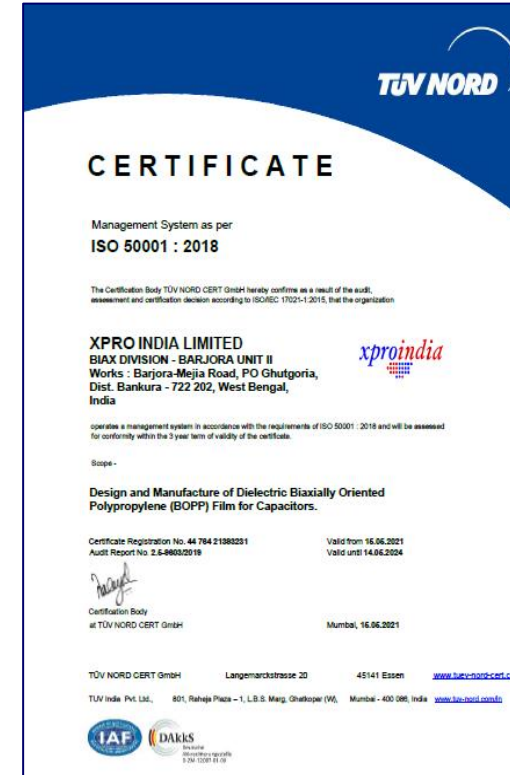 TÜV NORD
CERTIFICATE
Management System as per
ISO 50001 : 2018
The Certification Body TÜV NORD CERT GmbH hereby confirms as a result of the audit,
assessment and certification decision according to ISO/IEC 17021-1:2015, that the organization
XPRO INDIA LIMITED
BIAX DIVISION - BARJORA UNIT II
Works : Barjora-Mejia Road, PO Ghutgoria,
Dist. Bankura - 722 202, West Bengal,
India
xproindia
operates a management system in accordance with the requirements of ISO 50001 : 2018 and will be assessed
for conformity within the 3 year term of validity of the certificate.
Scope -
Design and Manufacture of Dielectric Biaxially Oriented
Polypropylene (BOPP) Film for Capacitors.
Certificate Registration No. 44 764 21383231 Valid from 15.05.2021
Audit Report No. 2.5-9603/2019 Valid until 14.05.2024
Certification Body
at TÜV NORD CERT GmbH Mumbai, 15.05.2021
TÜV NORD CERT GmbH Langemarckstrasse 20 45141 Essen www.tuev-nord-cert.c
TUV India Pvt. Ltd., 801, Raheja Plaza – 1, L.B.S. Marg, Ghatkopar (W), Mumbai - 400 086, India www.tuv-nord.com/in
IAF
DAkkS
Deutsche
Akkreditierungsstelle